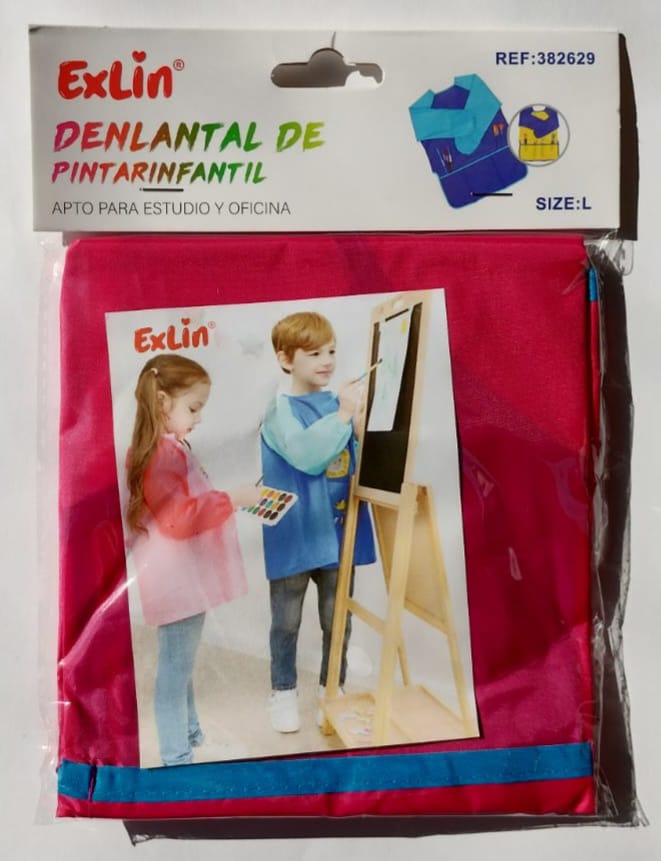 ExLin®
REF:382629
DENLANTAL DE
PINTARINFANTIL
APTO PARA ESTUDIO Y OFICINA
SIZE:L
ExLin®